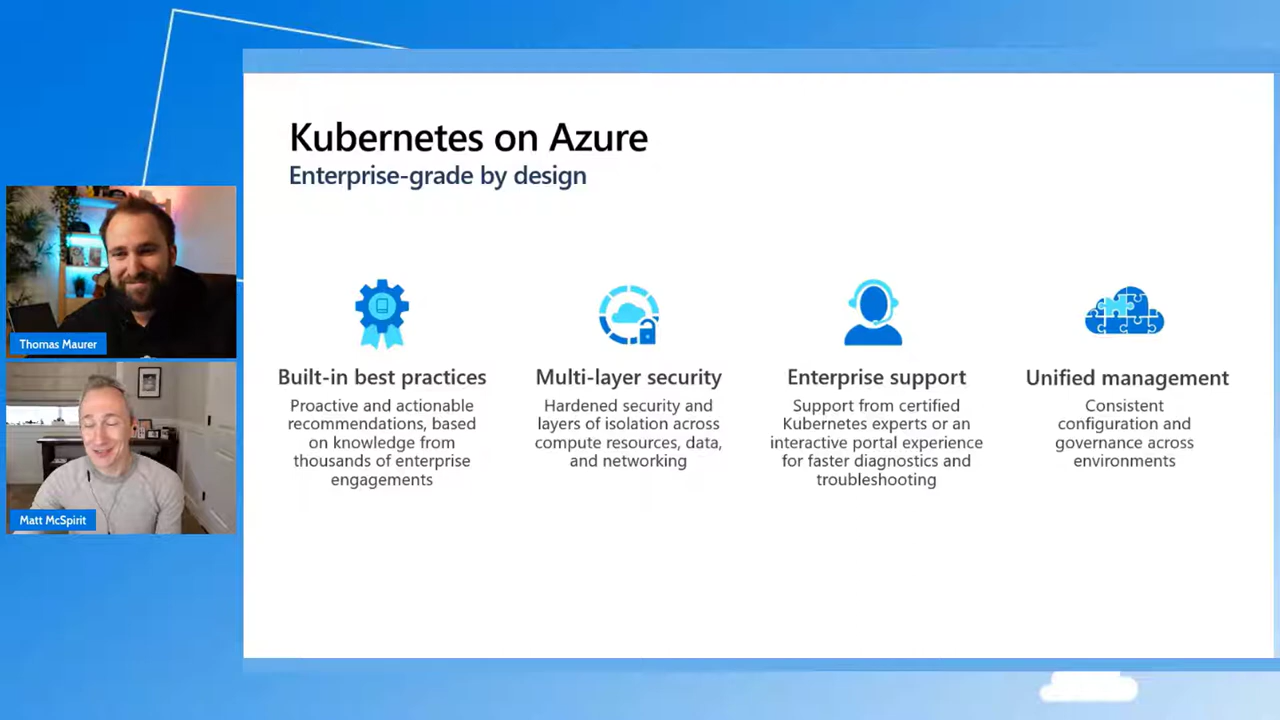 Kubernetes on Azure
Enterprise-grade by design
Thomas Maurer
Matt McSpirit
Built-in best practices
Proactive and actionable
recommendations, based
on knowledge from
thousands of enterprise
engagements
Multi-layer security
Hardened security and
layers of isolation across
compute resources, data,
and networking
Enterprise support
Support from certified
Kubernetes experts or an
interactive portal experience
for faster diagnostics and
troubleshooting
Unified management
Consistent
configuration and
governance across
environments